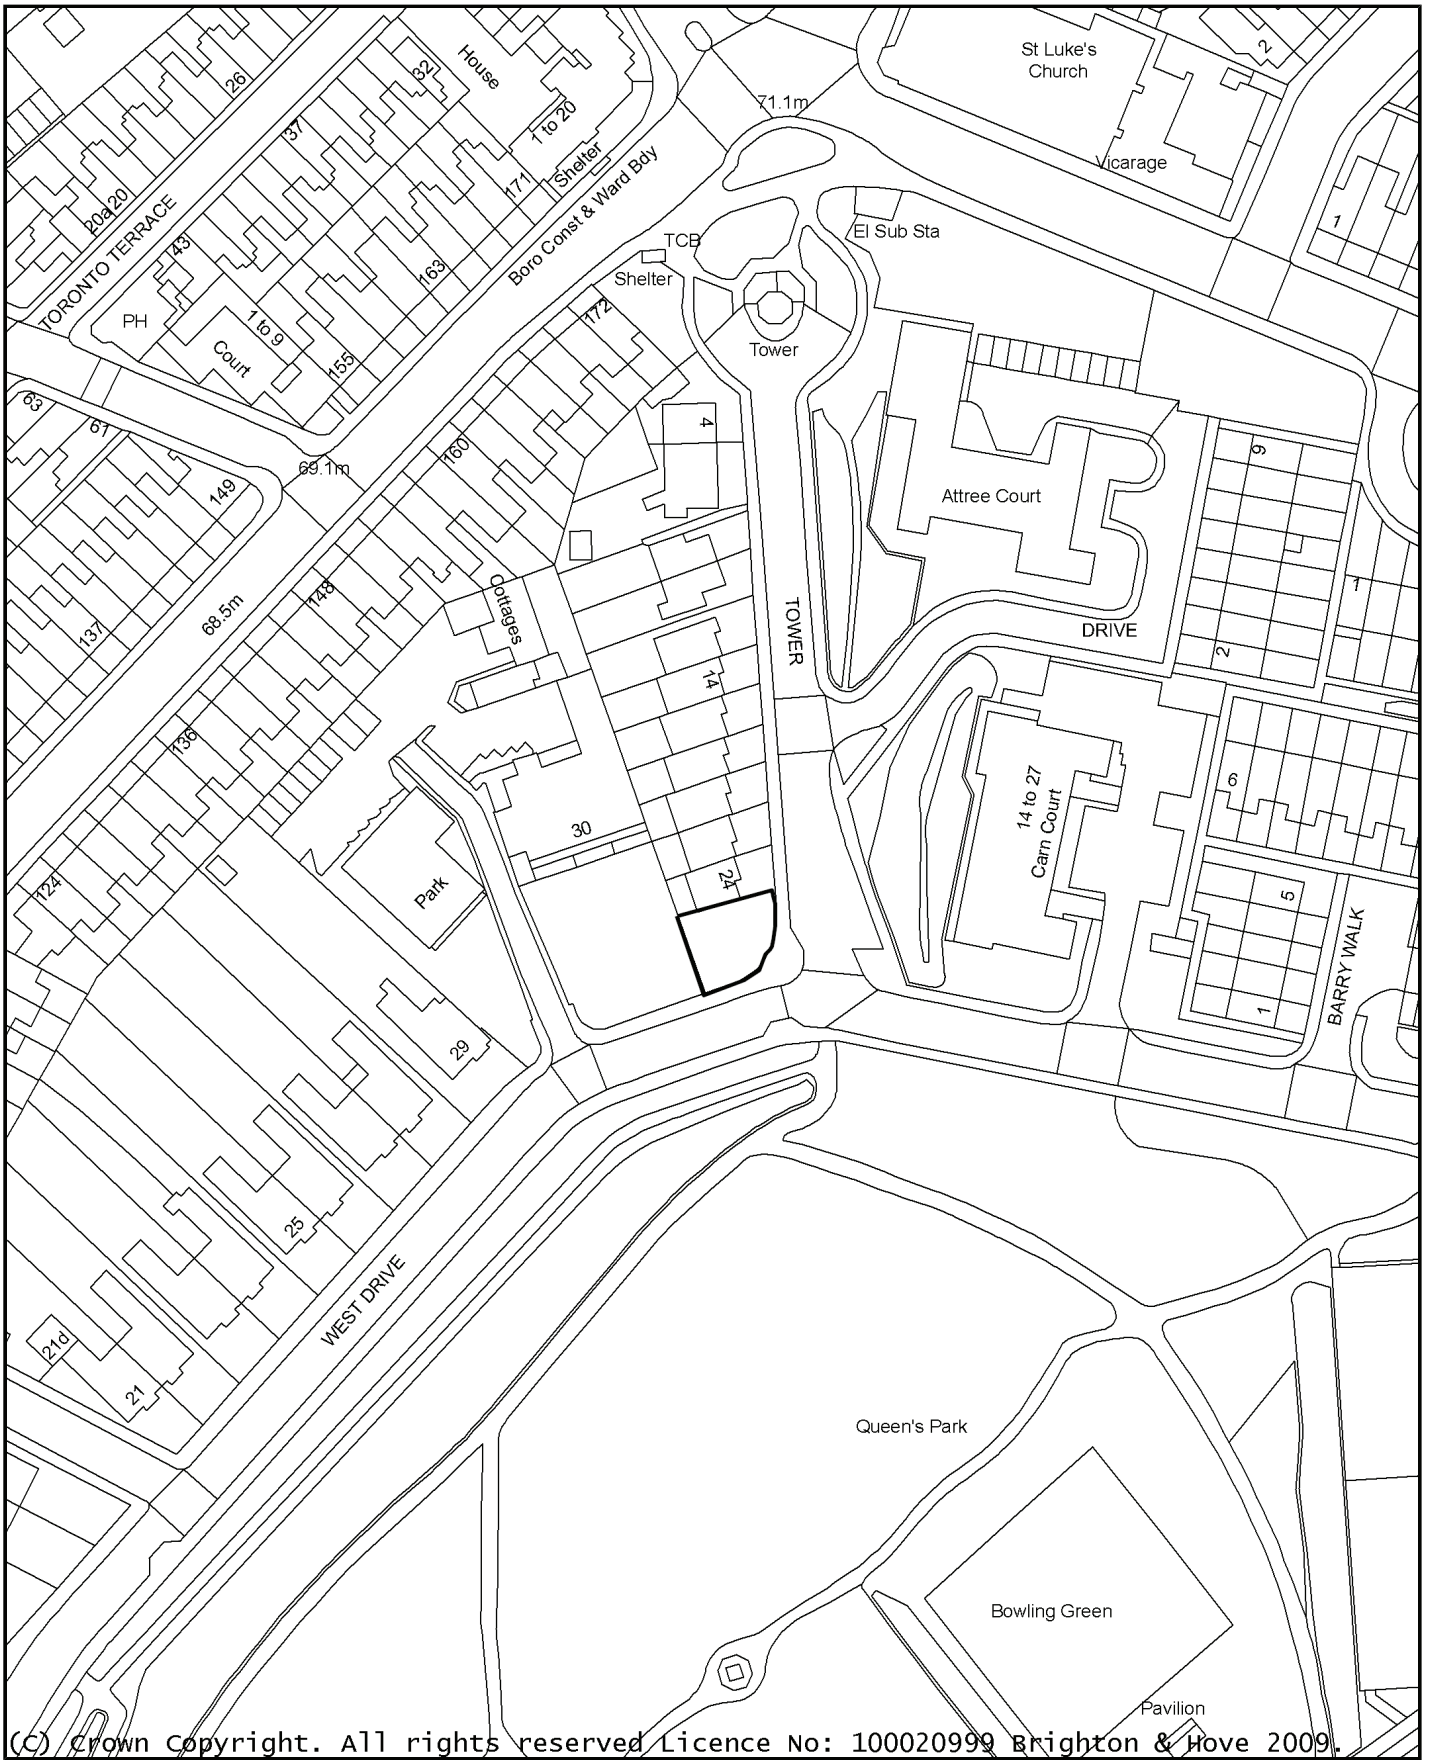 26
32
House
37
1 to 20
Shelter
171
Boro Const & Ward Bdy
20a
20
TORONTO TERRACE
43
163
PH
1 to 9
Court
155
St Luke's
Church
2
71.1m
Vicarage
1
El Sub Sta
TCB
Shelter
172
Tower
63
61
69.1m
149
160
4
9
Attree Court
68.5m
148
137
Cottages
TOWER
DRIVE
1
2
14
136
6
14 to 27
Carn Court
30
124
Park
24
5
BARRY WALK
1
29
25
WEST DRIVE
21d
21
Queen's Park
Bowling Green
Pavilion
(C) Crown Copyright. All rights reserved Licence No: 100020999 Brighton & Hove 2009.